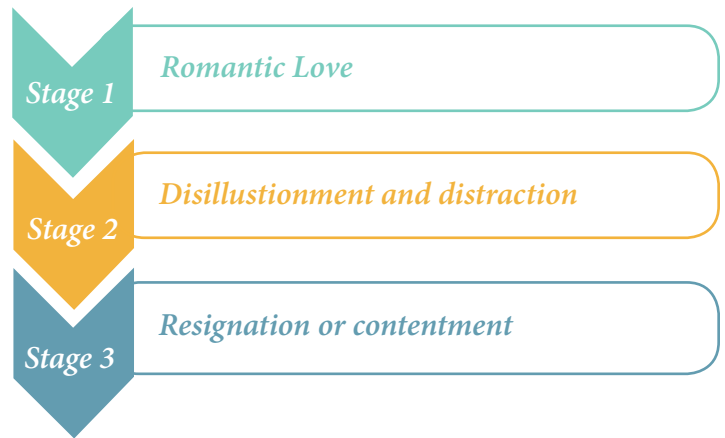 Stage 1
Romantic Love
Stage 2
Disillustionment and distraction
Stage 3
Resignation or contentment